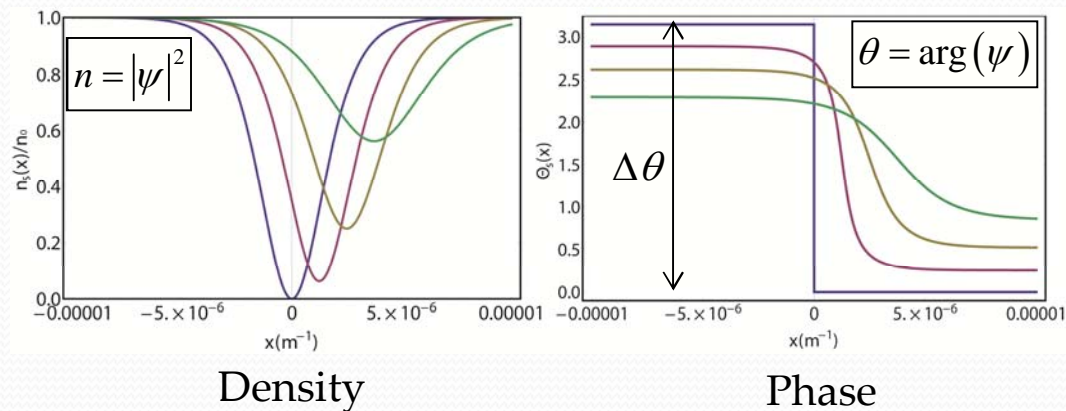 n = |ψ|²
1.0
0.8
0.6
0.4
0.2
0.0
nₛ(x)/n₀
−0.00001
−5.×10⁻⁶
0
5.×10⁻⁶
0.00001
x(m⁻¹)
Density
θ = arg(ψ)
Δθ
3.0
2.5
2.0
1.5
1.0
0.5
0.0
Θₛ(x)
−0.00001
−5.×10⁻⁶
0
5.×10⁻⁶
0.00001
x(m⁻¹)
Phase